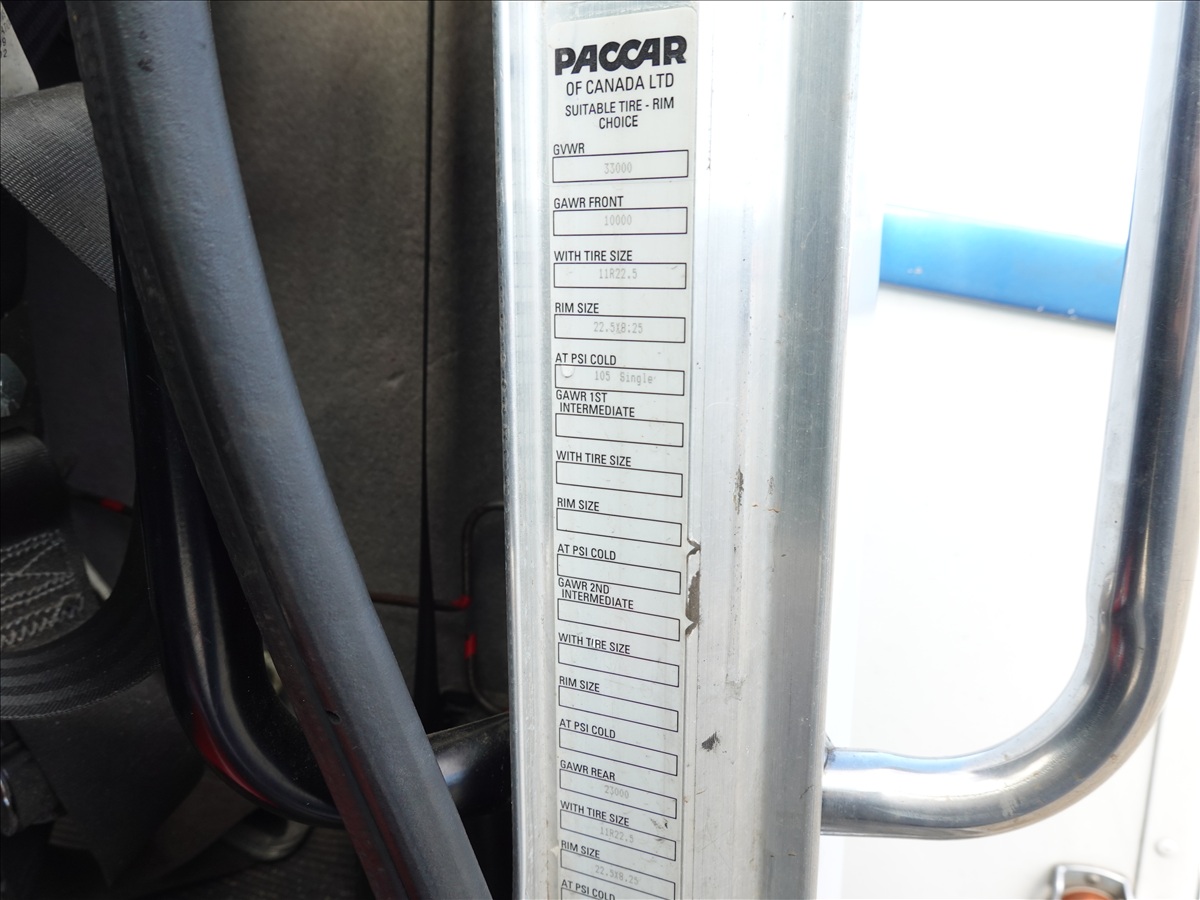 PACCAR
OF CANADA LTD
SUITABLE TIRE - RIM
CHOICE
GVWR
33000
GAWR FRONT
10000
WITH TIRE SIZE
11R22.5
RIM SIZE
22.5X8.25
AT PSI COLD
105 Single
GAWR 1ST
INTERMEDIATE
WITH TIRE SIZE
RIM SIZE
AT PSI COLD
GAWR 2ND
INTERMEDIATE
WITH TIRE SIZE
RIM SIZE
AT PSI COLD
GAWR REAR
23000
WITH TIRE SIZE
11R22.5
RIM SIZE
22.5X8.25
AT PSI COLD